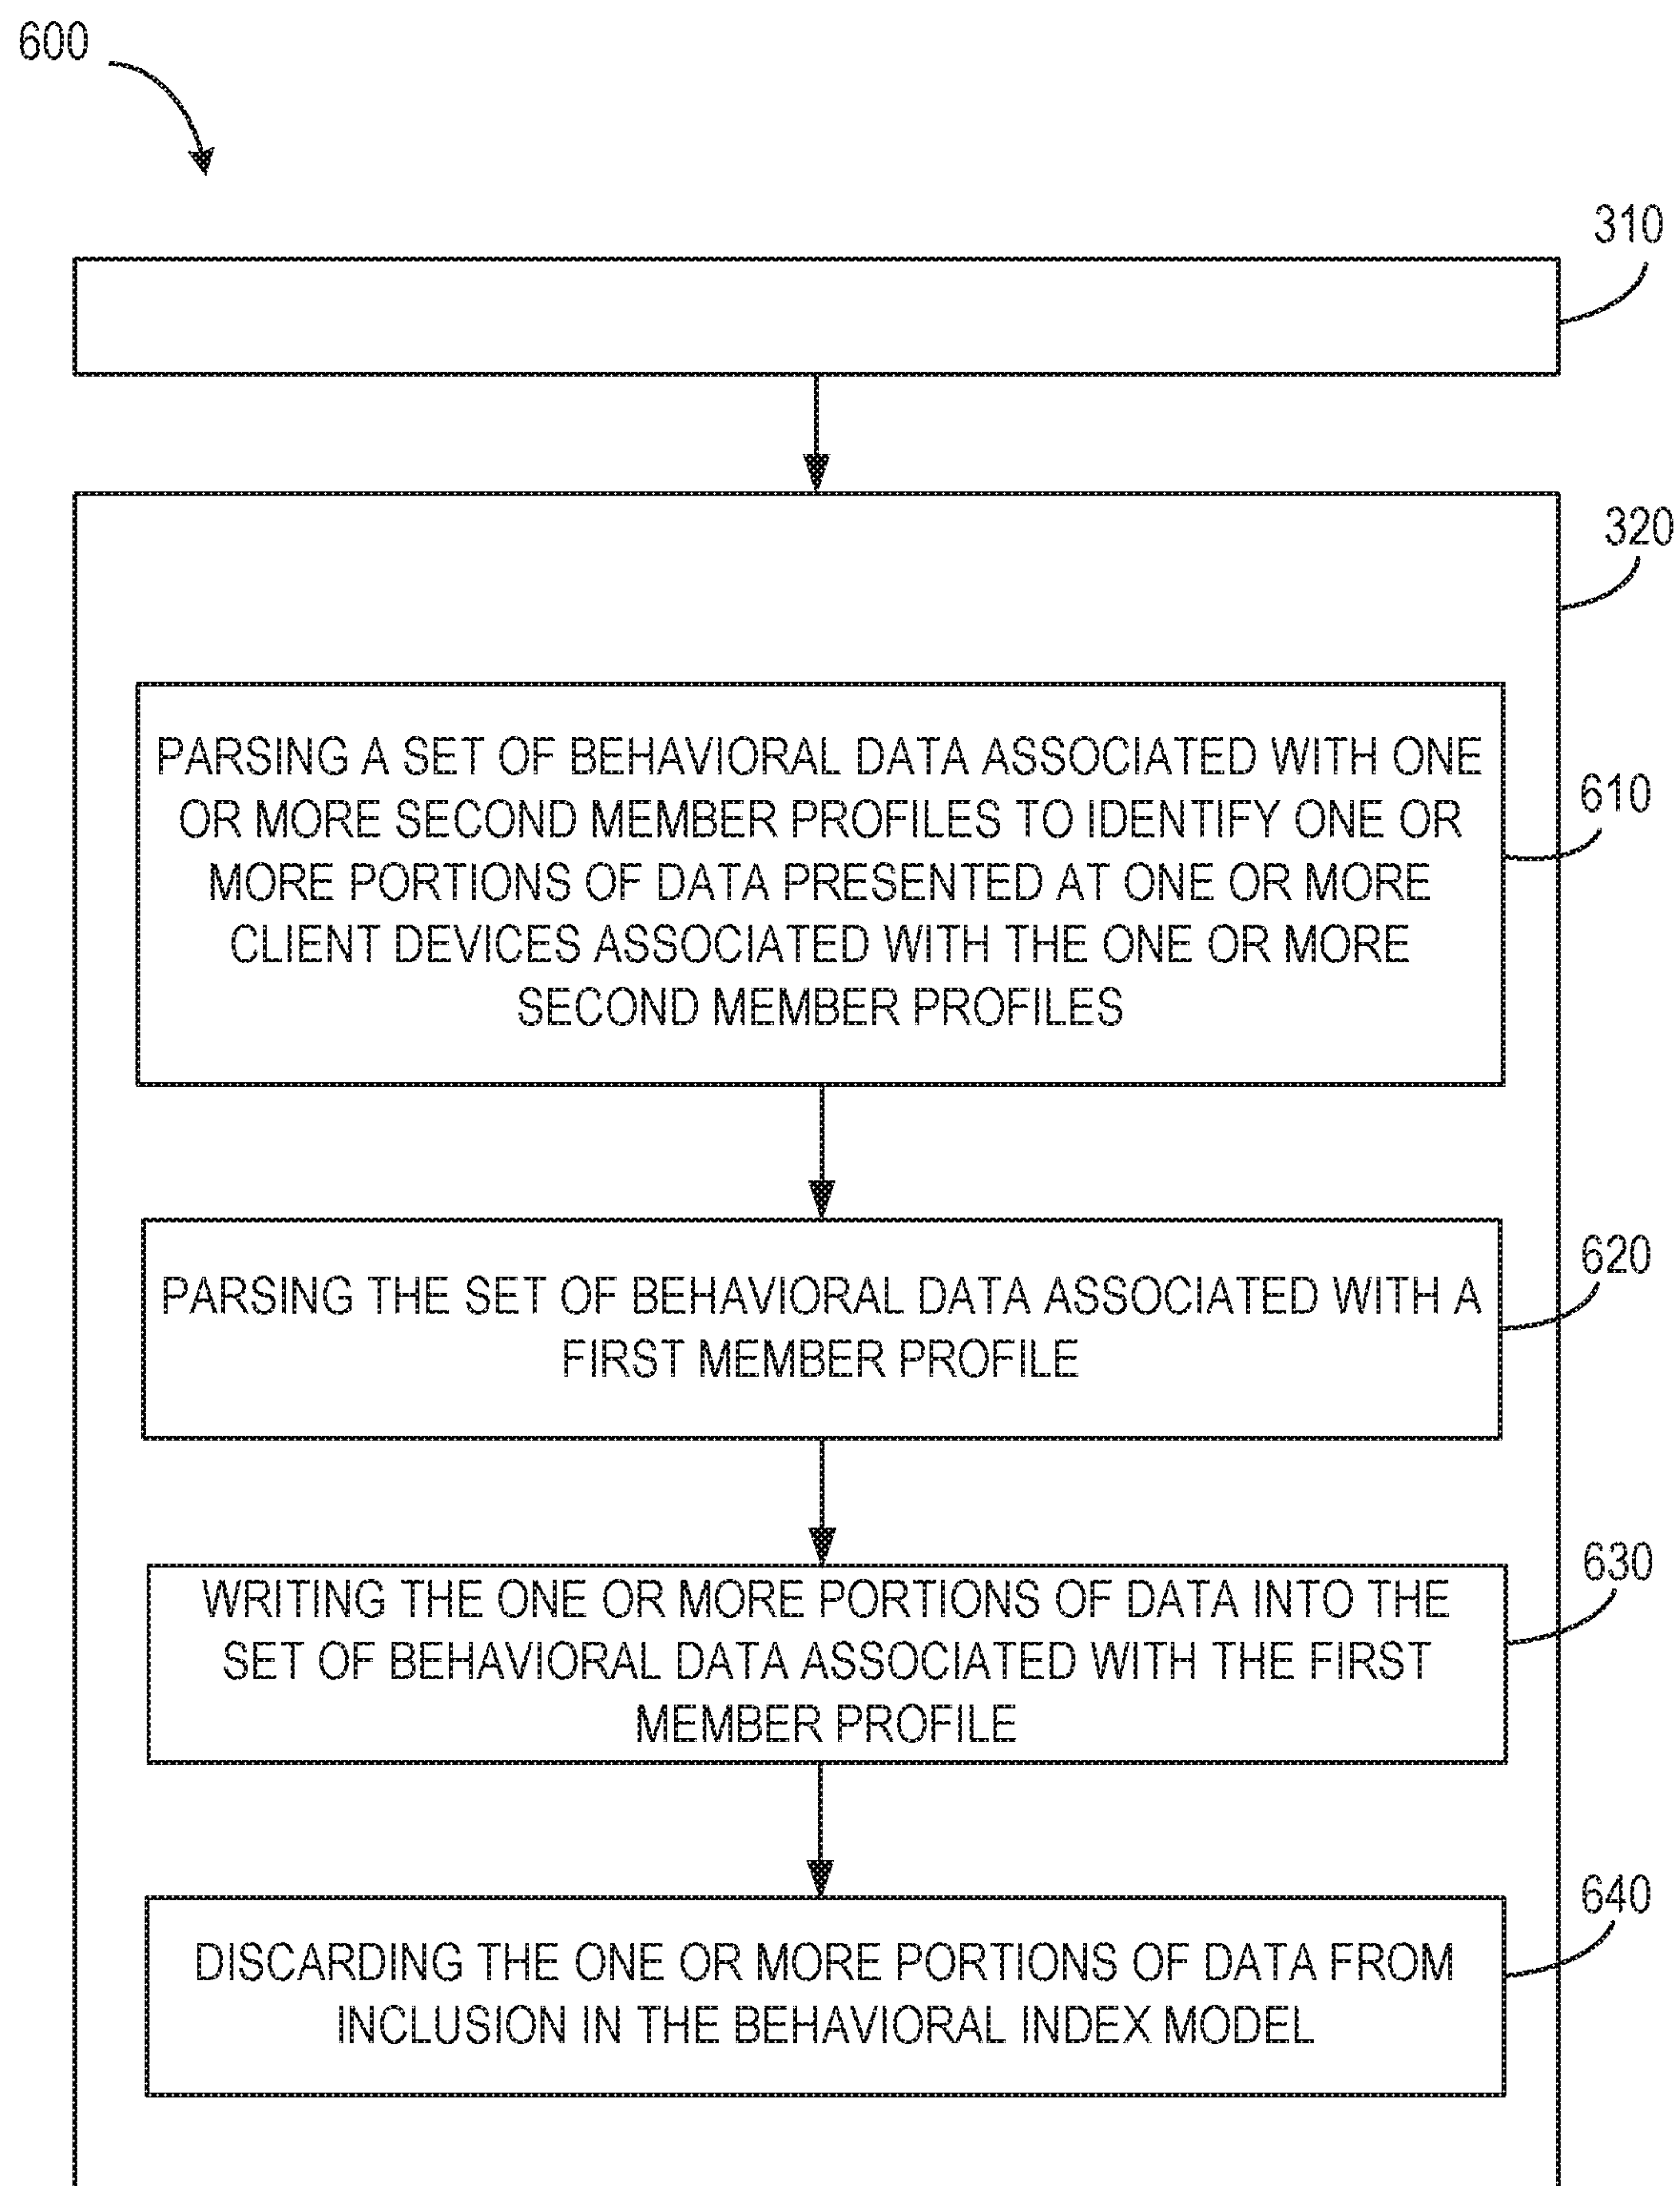 600
310
320
PARSING A SET OF BEHAVIORAL DATA ASSOCIATED WITH ONE
OR MORE SECOND MEMBER PROFILES TO IDENTIFY ONE OR
MORE PORTIONS OF DATA PRESENTED AT ONE OR MORE
CLIENT DEVICES ASSOCIATED WITH THE ONE OR MORE
SECOND MEMBER PROFILES
610
PARSING THE SET OF BEHAVIORAL DATA ASSOCIATED WITH A
FIRST MEMBER PROFILE
620
WRITING THE ONE OR MORE PORTIONS OF DATA INTO THE
SET OF BEHAVIORAL DATA ASSOCIATED WITH THE FIRST
MEMBER PROFILE
630
DISCARDING THE ONE OR MORE PORTIONS OF DATA FROM
INCLUSION IN THE BEHAVIORAL INDEX MODEL
640